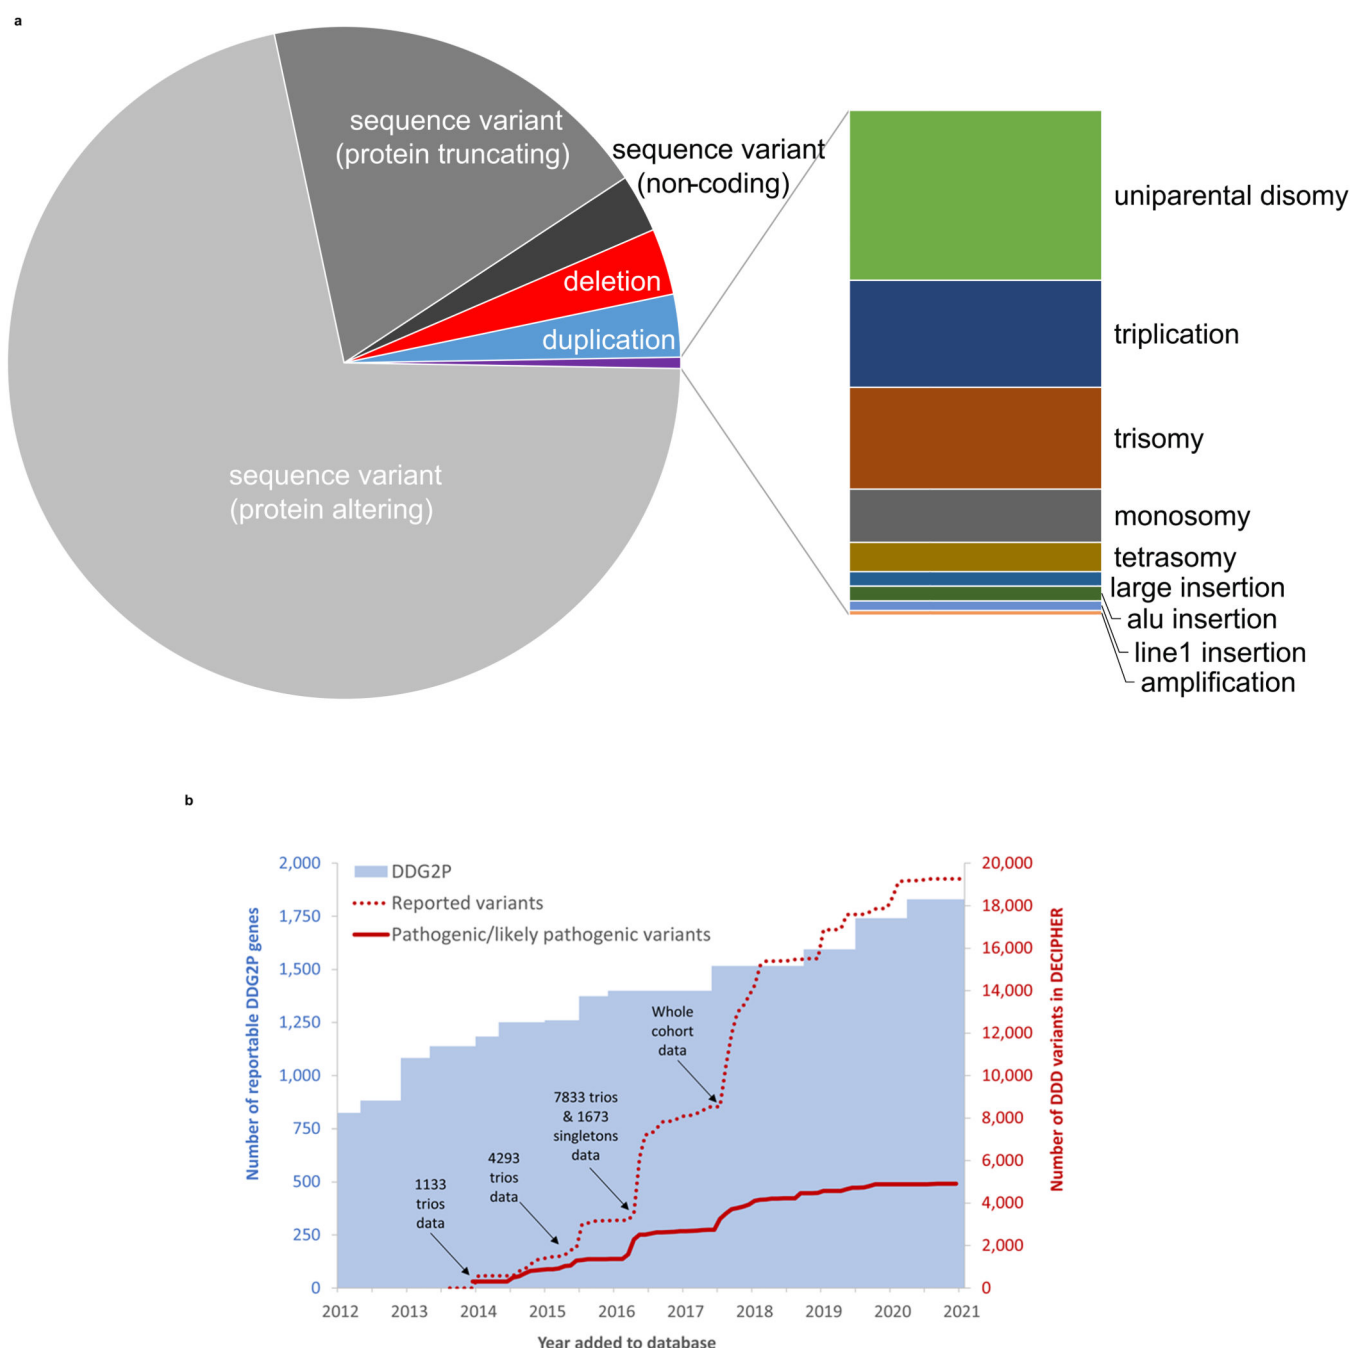 a
sequence variant
(protein truncating)
sequence variant
(non-coding)
deletion
duplication
sequence variant
(protein altering)
uniparental disomy
triplication
trisomy
monosomy
tetrasomy
large insertion
alu insertion
line1 insertion
amplification
b
Number of reportable DDG2P genes
2,000
1,750
1,500
1,250
1,000
750
500
250
0
DDG2P
Reported variants
Pathogenic/likely pathogenic variants
1133
trios
data
4293
trios
data
7833 trios
& 1673
singletons
data
Whole
cohort
data
20,000
18,000
16,000
14,000
12,000
10,000
8,000
6,000
4,000
2,000
0
Number of DDD variants in DECIPHER
2012 2013 2014 2015 2016 2017 2018 2019 2020 2021
Year added to database